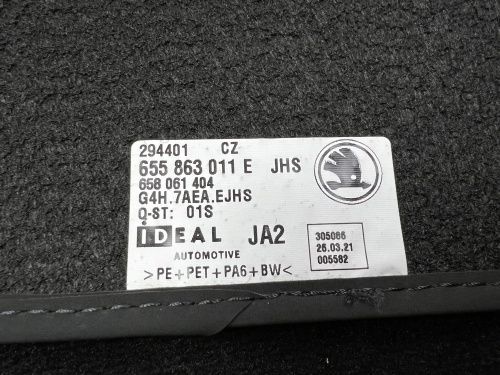 294401 CZ
655 863 011 E JHS
658 061 404
G4H.7AEA.EJHS
Q-ST: 01S
IDEAL JA2
AUTOMOTIVE
>PE+PET+PA6+BW<
305086
26.03.21
005582